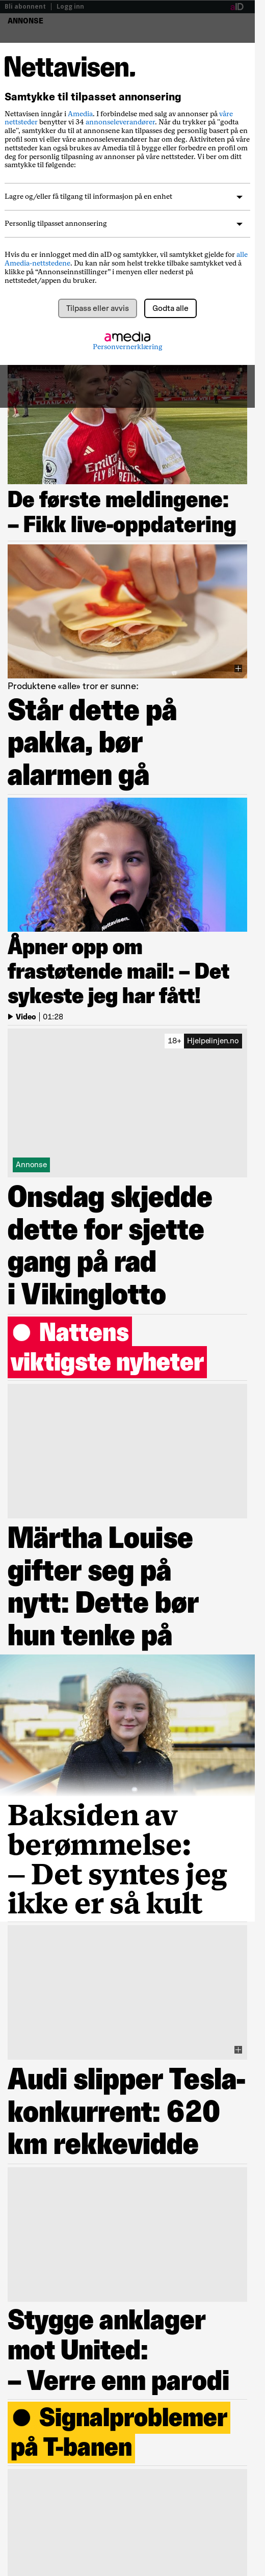 Bli abonnent | Logg inn
aID
ANNONSE
Nettavisen.
Samtykke til tilpasset annonsering
Nettavisen inngår i Amedia. I forbindelse med salg av annonser på våre
nettsteder benytter vi 34 annonseleverandører. Når du trykker på "godta
alle", samtykker du til at annonsene kan tilpasses deg personlig basert på en
profil som vi eller våre annonseleverandører har om deg. Aktiviteten på våre
nettsteder kan også brukes av Amedia til å bygge eller forbedre en profil om
deg for personlig tilpasning av annonser på våre nettsteder. Vi ber om ditt
samtykke til følgende:
Lagre og/eller få tilgang til informasjon på en enhet
Personlig tilpasset annonsering
Hvis du er innlogget med din aID og samtykker, vil samtykket gjelde for alle
Amedia-nettstedene. Du kan når som helst trekke tilbake samtykket ved å
klikke på “Annonseinnstillinger” i menyen eller nederst på
nettstedet/appen du bruker.
Tilpass eller avvis
Godta alle
amedia
Personvernerklæring
De første meldingene:
– Fikk live-oppdatering
Produktene «alle» tror er sunne:
Står dette på
pakka, bør
alarmen gå
Nettavisen.
Åpner opp om
frastøtende mail: – Det
sykeste jeg har fått!
Video | 01:28
18+ Hjelpelinjen.no
Annonse
Onsdag skjedde
dette for sjette
gang på rad
i Vikinglotto
Nattens
viktigste nyheter
Märtha Louise
gifter seg på
nytt: Dette bør
hun tenke på
Baksiden av
berømmelse:
– Det syntes jeg
ikke er så kult
Audi slipper Tesla-
konkurrent: 620
km rekkevidde
Stygge anklager
mot United:
– Verre enn parodi
Signalproblemer
på T-banen